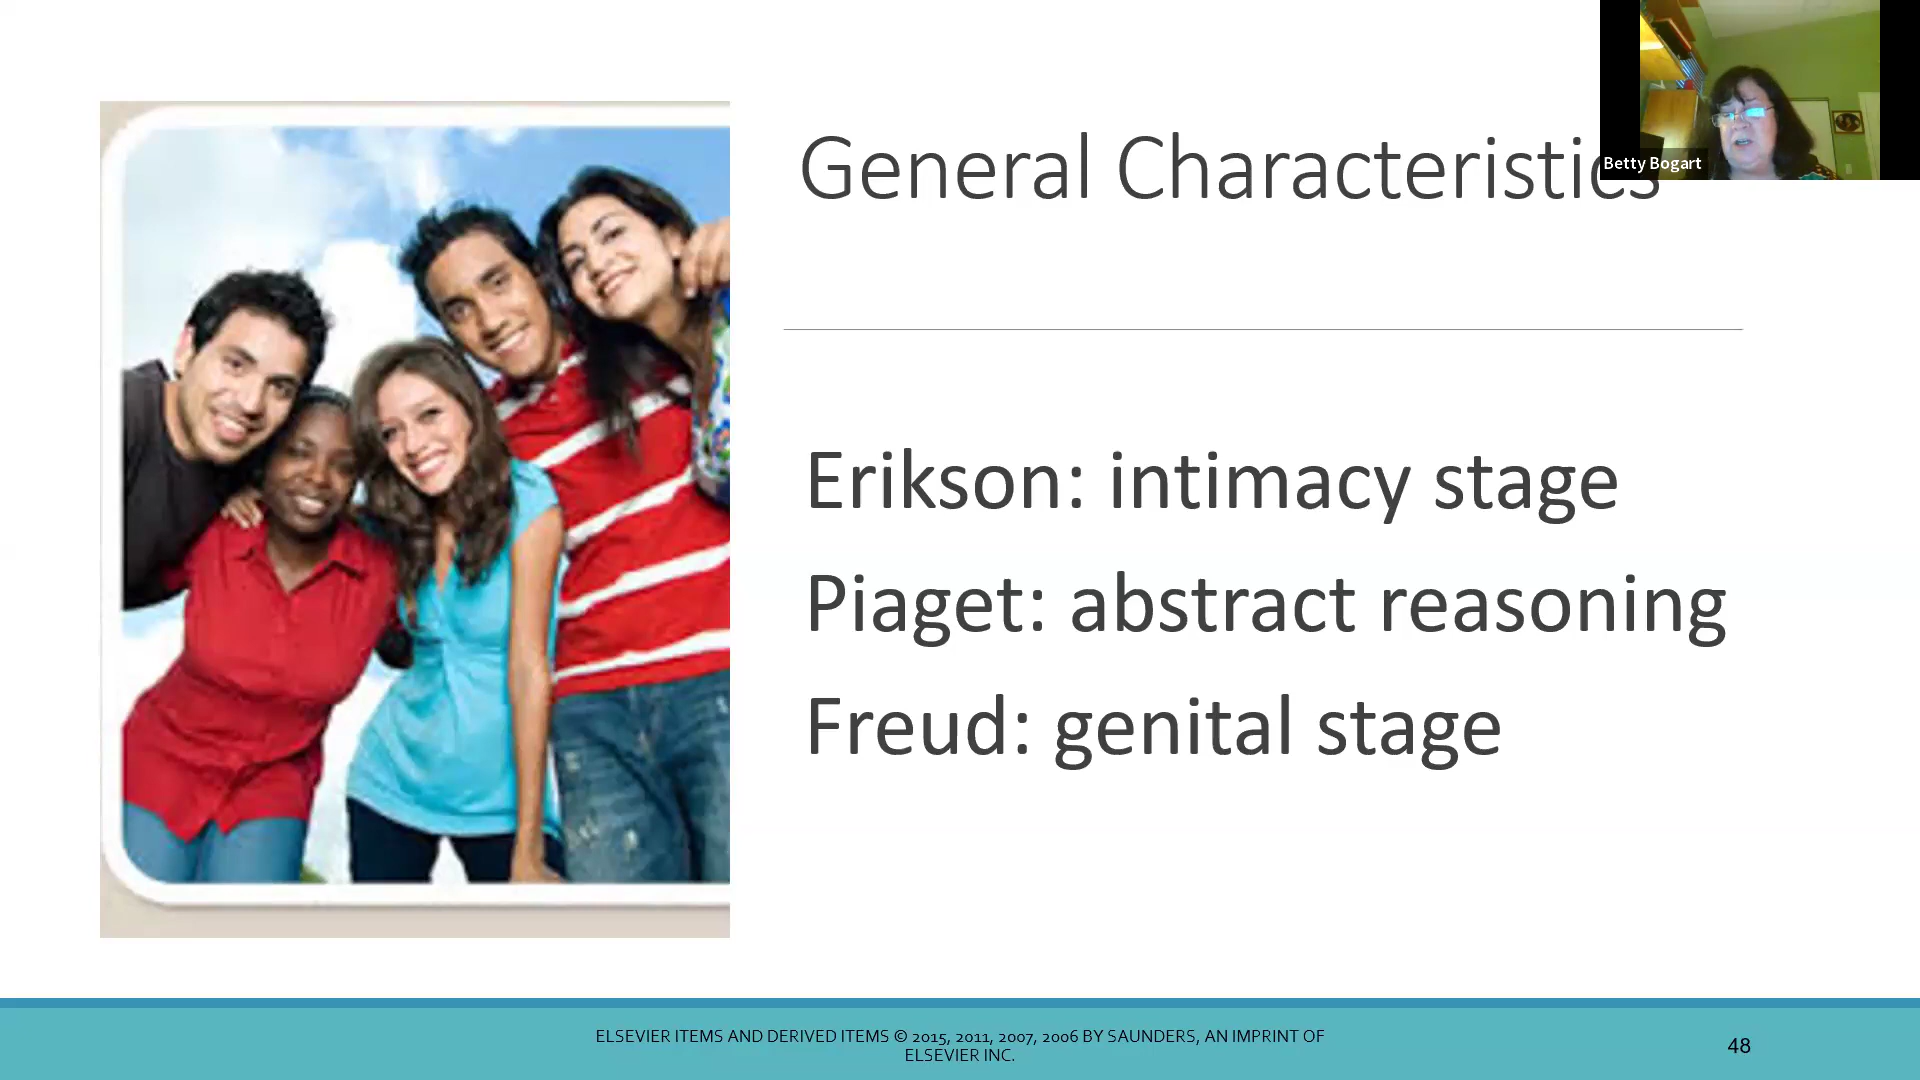 General Characteristics
Betty Bogart
Erikson: intimacy stage
Piaget: abstract reasoning
Freud: genital stage
ELSEVIER ITEMS AND DERIVED ITEMS © 2015, 2011, 2007, 2006 BY SAUNDERS, AN IMPRINT OF
ELSEVIER INC.
48